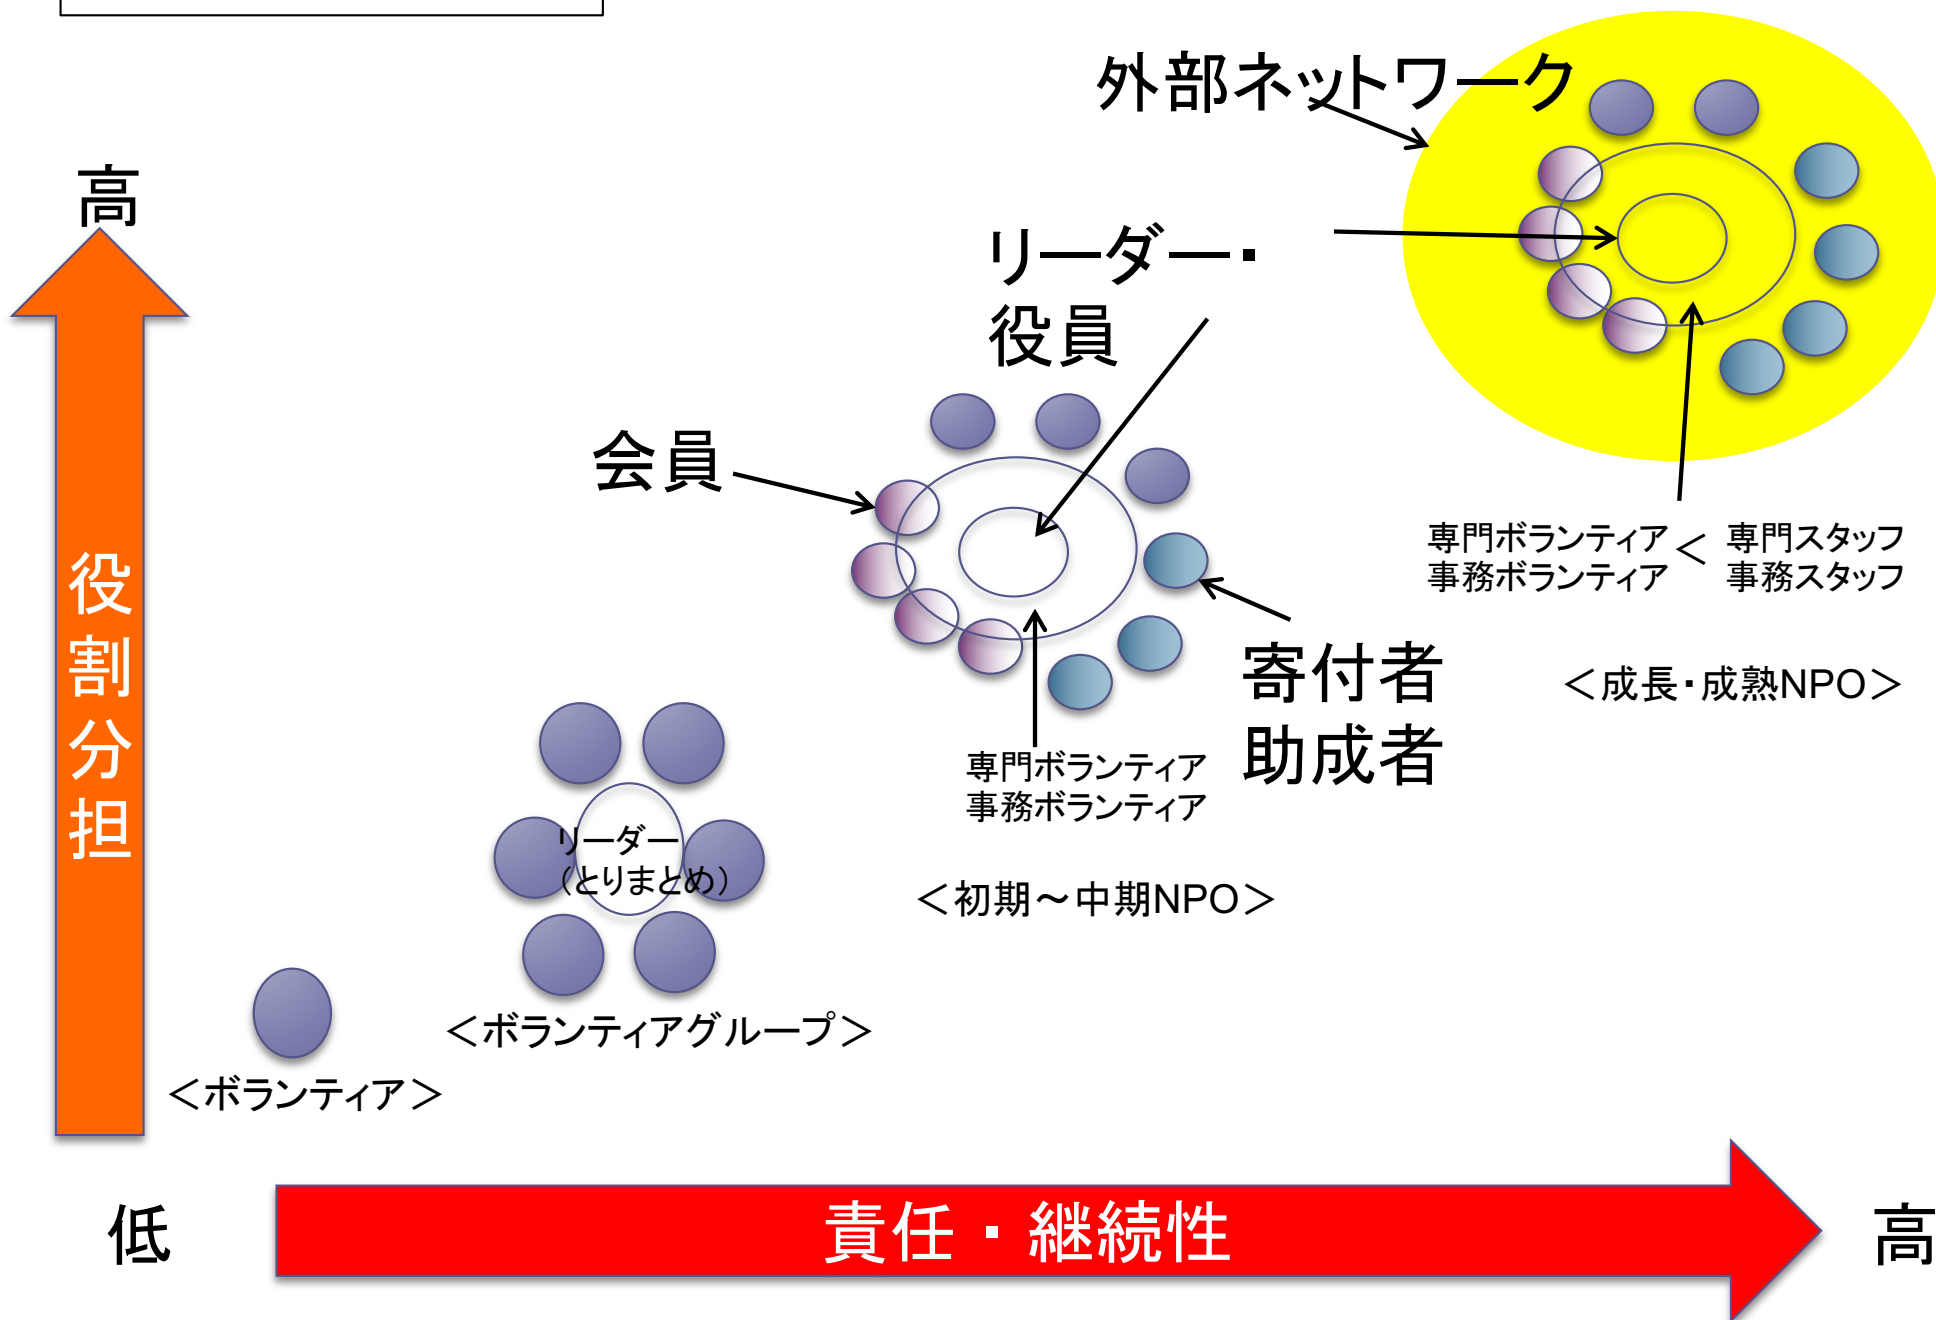 外部ネットワーク
高
リーダー・
役員
会員
専門ボランティア＜ 専門スタッフ
事務ボランティア 事務スタッフ
役
割
分
担
寄付者
助成者
＜成長・成熟NPO＞
専門ボランティア
事務ボランティア
リーダー
（とりまとめ）
＜初期～中期NPO＞
＜ボランティアグループ＞
＜ボランティア＞
低
責任・継続性
高